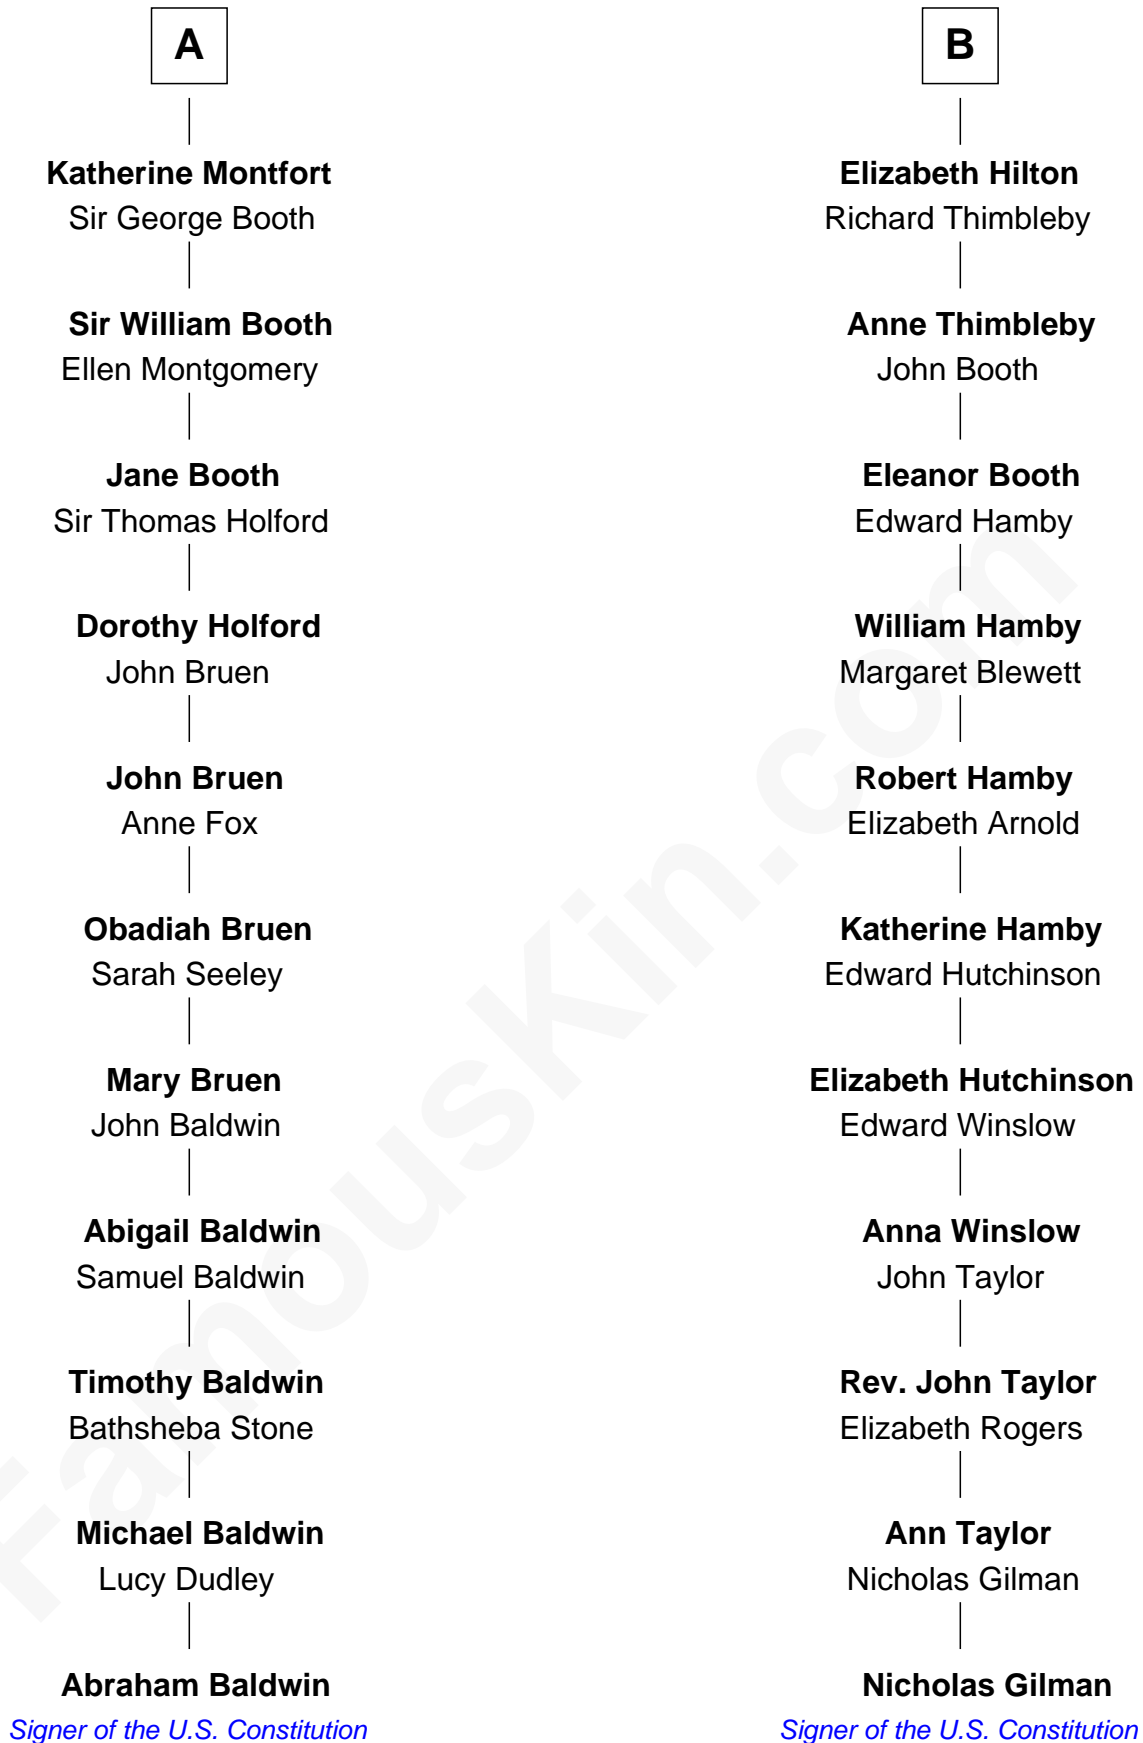 A
Katherine Montfort
Sir George Booth
Sir William Booth
Ellen Montgomery
Jane Booth
Sir Thomas Holford
Dorothy Holford
John Bruen
John Bruen
Anne Fox
Obadiah Bruen
Sarah Seeley
Mary Bruen
John Baldwin
Abigail Baldwin
Samuel Baldwin
Timothy Baldwin
Bathsheba Stone
Michael Baldwin
Lucy Dudley
Abraham Baldwin
Signer of the U.S. Constitution
B
Elizabeth Hilton
Richard Thimbleby
Anne Thimbleby
John Booth
Eleanor Booth
Edward Hamby
William Hamby
Margaret Blewett
Robert Hamby
Elizabeth Arnold
Katherine Hamby
Edward Hutchinson
Elizabeth Hutchinson
Edward Winslow
Anna Winslow
John Taylor
Rev. John Taylor
Elizabeth Rogers
Ann Taylor
Nicholas Gilman
Nicholas Gilman
Signer of the U.S. Constitution
FamousKin.com